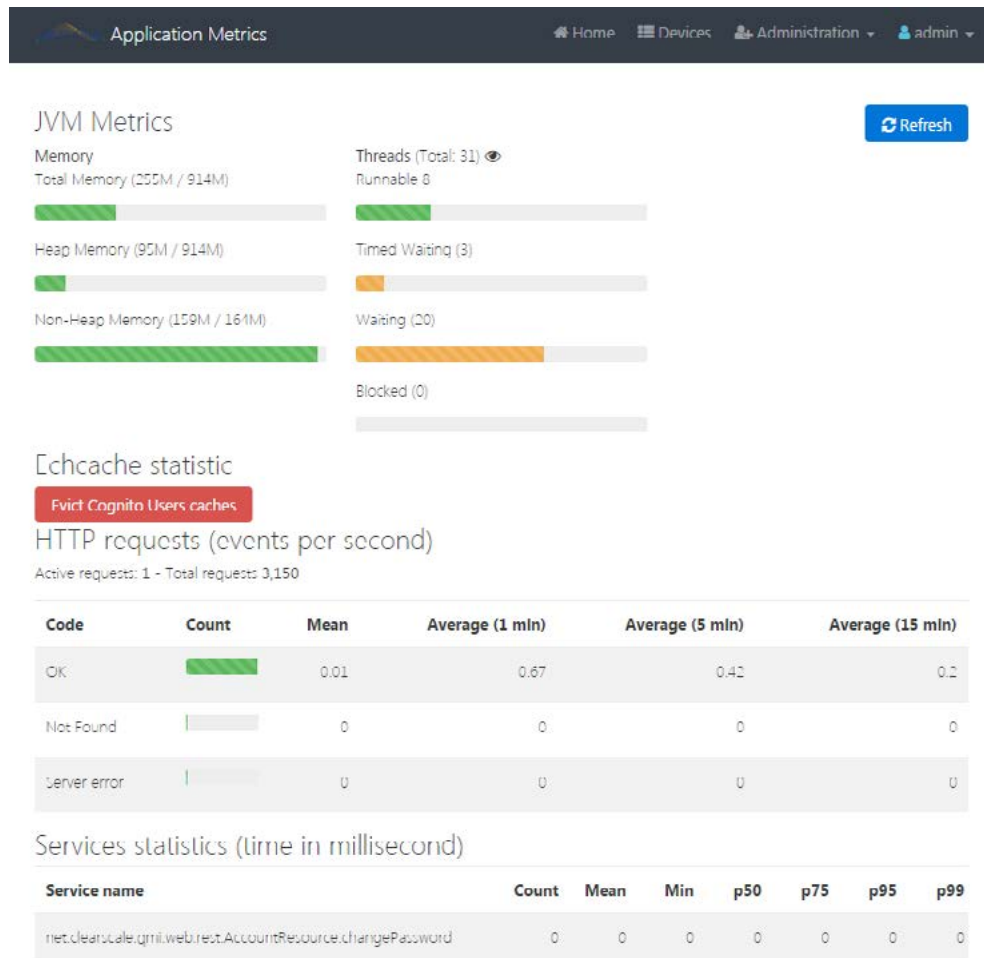 Application Metrics
Home Devices Administration admin
JVM Metrics
Refresh
Memory
Total Memory (255M / 914M)
Heap Memory (95M / 914M)
Non-Heap Memory (159M / 164M)
Threads (Total: 31)
Runnable 8
Timed Waiting (3)
Waiting (20)
Blocked (0)
Echcache statistic
Evict Cognito Users caches
HTTP requests (events per second)
Active requests: 1 - Total requests 3,150
Code Count Mean Average (1 min) Average (5 min) Average (15 min)
OK 0.01 0.67 0.42 0.2
Not Found 0 0 0 0
Server error 0 0 0 0
Services statistics (time in millisecond)
Service name Count Mean Min p50 p75 p95 p99
net.clearscale.gmi.web.rest.AccountResource.changePassword 0 0 0 0 0 0 0